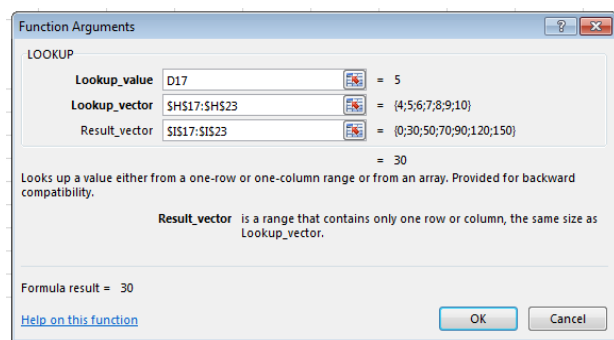 Function Arguments
LOOKUP
Lookup_value D17 = 5
Lookup_vector $H$17:$H$23 = {4;5;6;7;8;9;10}
Result_vector $I$17:$I$23 = {0;30;50;70;90;120;150}
= 30
Looks up a value either from a one-row or one-column range or from an array. Provided for backward
compatibility.
Result_vector is a range that contains only one row or column, the same size as
Lookup_vector.
Formula result = 30
Help on this function OK Cancel